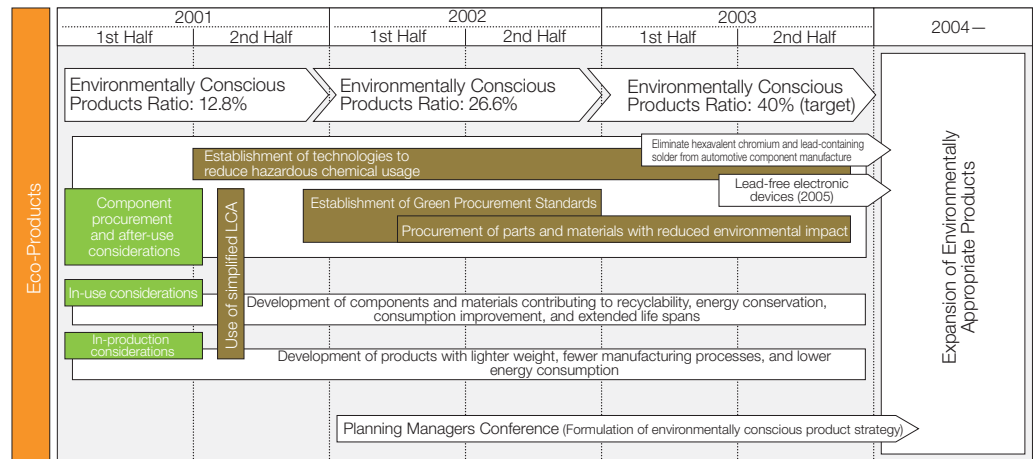 2001
2002
2003
2004—
1st Half
2nd Half
1st Half
2nd Half
1st Half
2nd Half
Eco-Products
Environmentally Conscious
Products Ratio: 12.8%
Environmentally Conscious
Products Ratio: 26.6%
Environmentally Conscious
Products Ratio: 40% (target)
Eliminate hexavalent chromium and lead-containing
solder from automotive component manufacture
Establishment of technologies to
reduce hazardous chemical usage
Lead-free electronic
devices (2005)
Component
procurement
and after-use
considerations
Use of simplified LCA
Establishment of Green Procurement Standards
Procurement of parts and materials with reduced environmental impact
In-use considerations
Development of components and materials contributing to recyclability, energy conservation,
consumption improvement, and extended life spans
In-production
considerations
Development of products with lighter weight, fewer manufacturing processes, and lower
energy consumption
Planning Managers Conference (Formulation of environmentally conscious product strategy)
Expansion of Environmentally
Appropriate Products